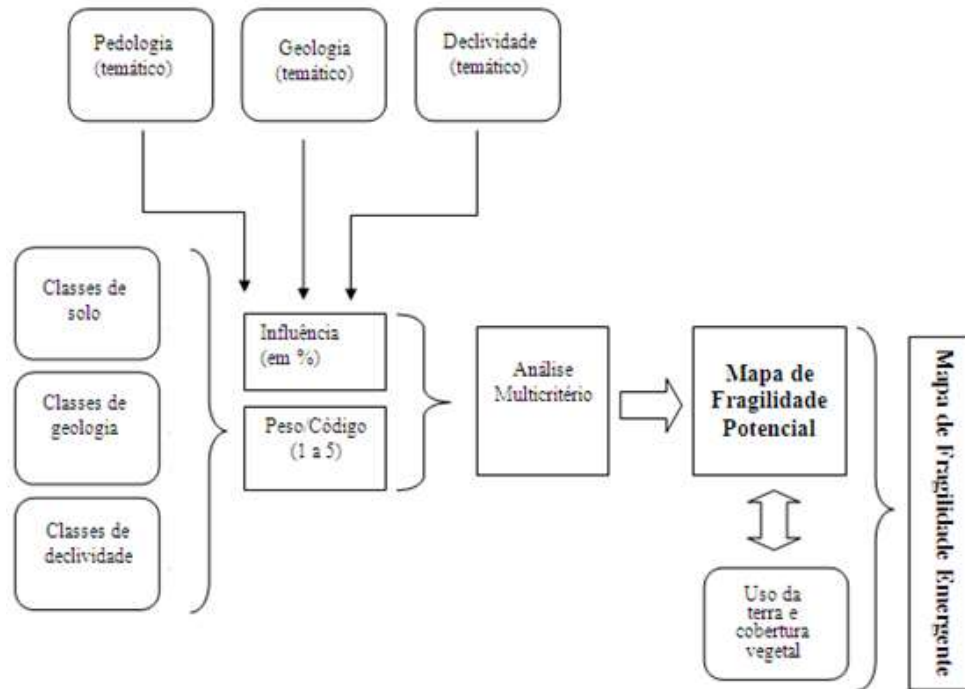 Pedologia
(temático)
Geologia
(temático)
Declividade
(temático)
Classes de
solo
Classes de
geologia
Classes de
declividade
Influência
(em %)
Peso/Código
(1 a 5)
Análise
Multicritério
Mapa de
Fragilidade
Potencial
Uso da
terra e
cobertura
vegetal
Mapa de Fragilidade Emergente